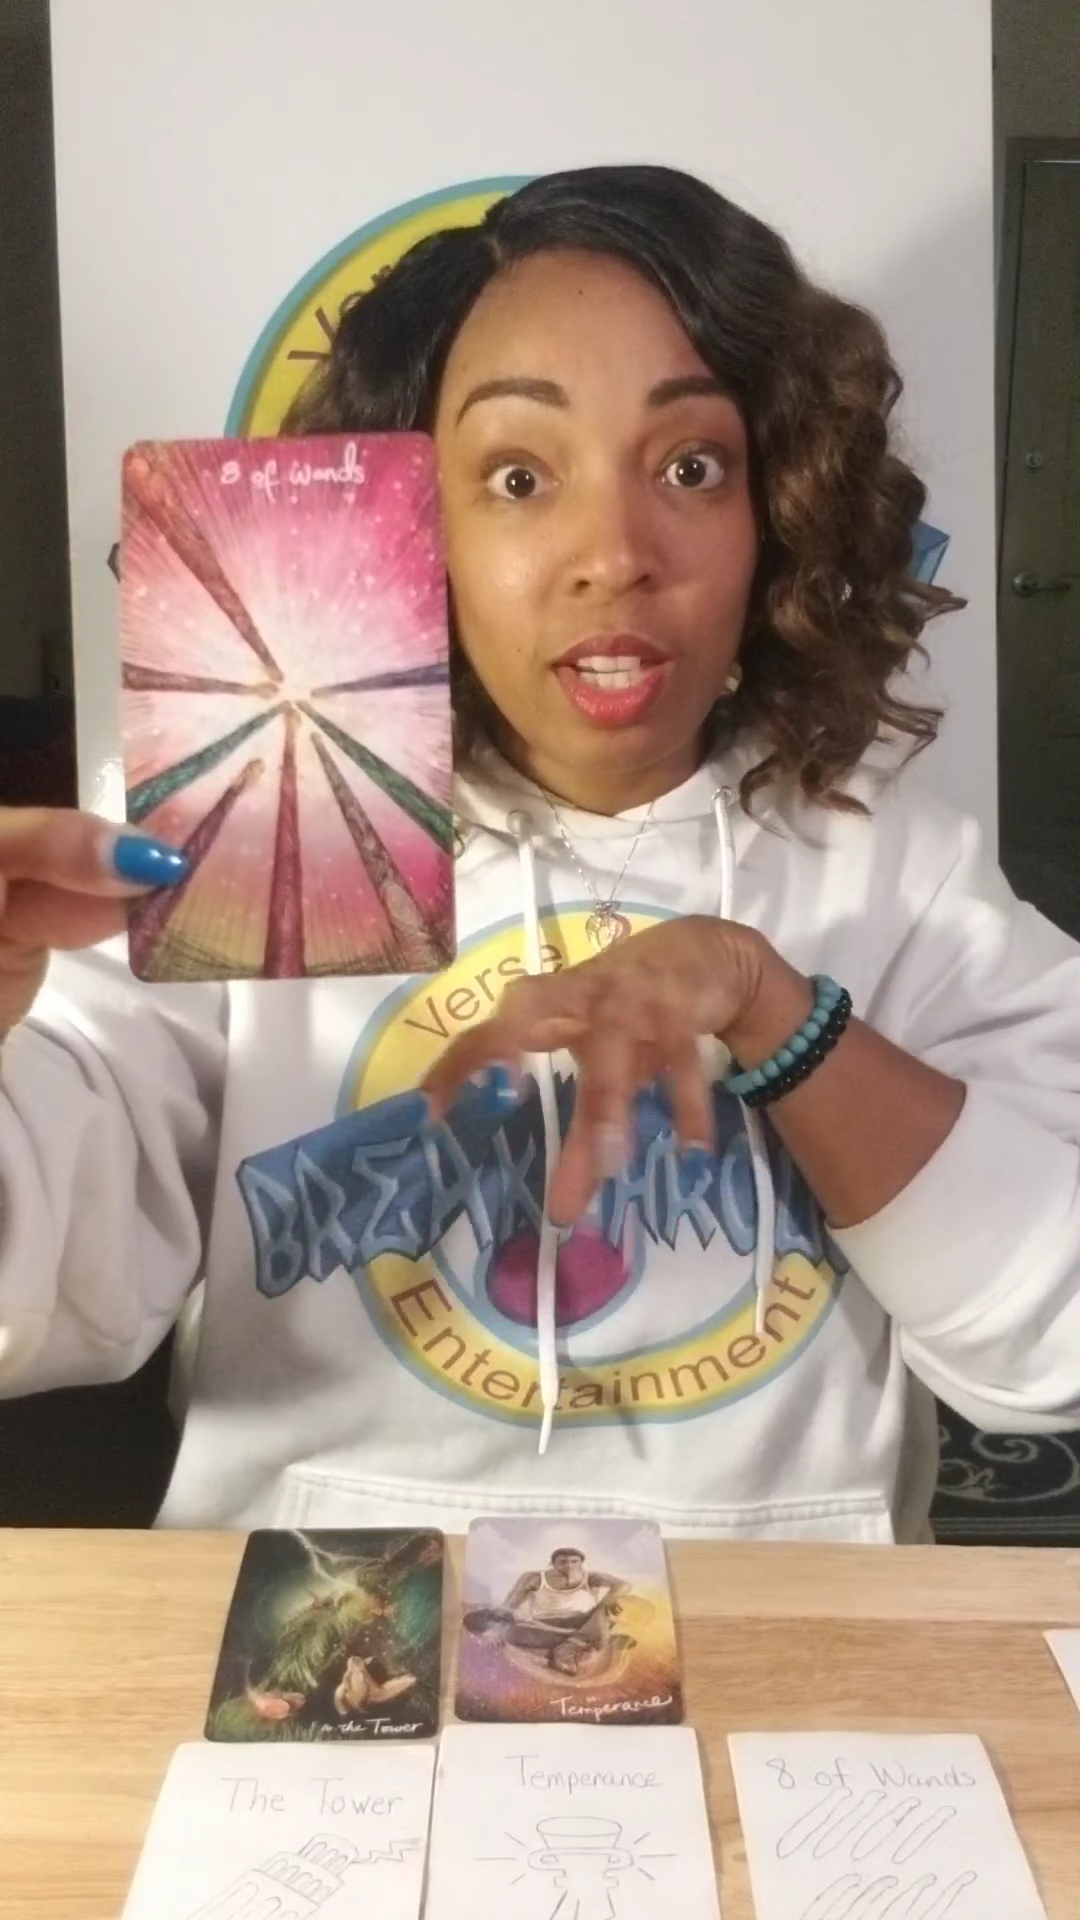 8 of Wands
Verse
Entertainment
the Tower
Temperance
The Tower
Temperance
8 of Wands